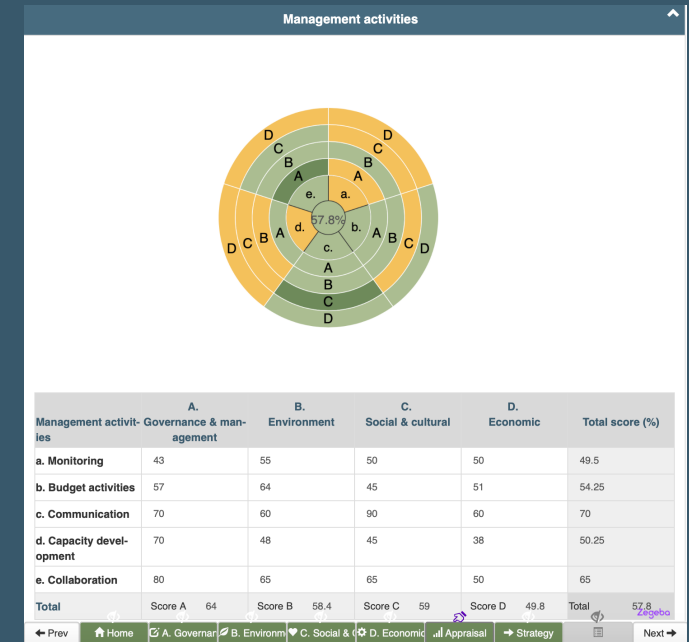 Management activities
D
D
C
C
B
B
A
A
e.
a.
57.8%
D
C
B
A
d.
b.
A
B
C
D
c.
A
B
C
D
A.
B.
C.
D.
Management activit- Governance & man- Environment Social & cultural Economic Total score (%)
ies agement
a. Monitoring 43 55 50 50 49.5
b. Budget activities 57 64 45 51 54.25
c. Communication 70 60 90 60 70
d. Capacity devel- 70 48 45 38 50.25
opment
e. Collaboration 80 65 65 50 65
Total Score A 64 Score B 58.4 Score C 59 Score D 49.8 Total 57.8
Zegeba
Prev Home A. Governan B. Environm C. Social & D. Economic Appraisal Strategy Next